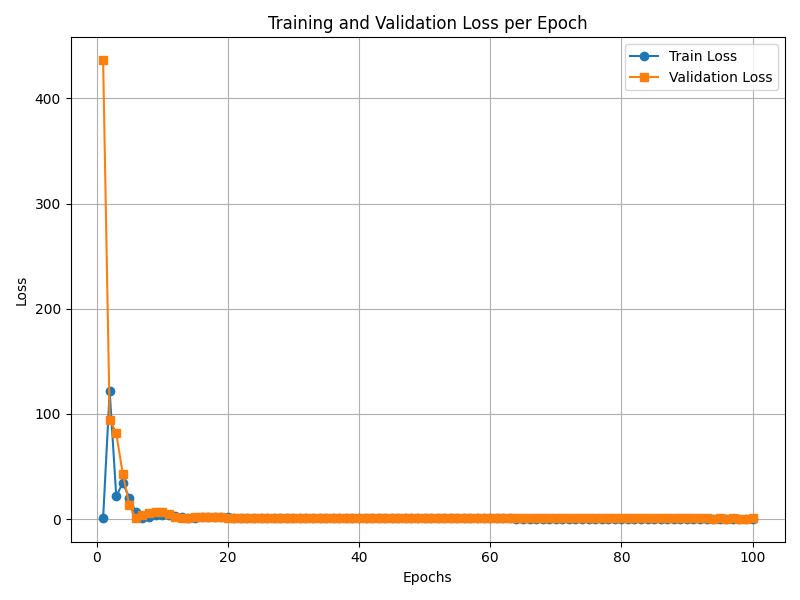 Training and Validation Loss per Epoch
Train Loss
Validation Loss
400
300
200
100
0
Loss
0 20 40 60 80 100
Epochs